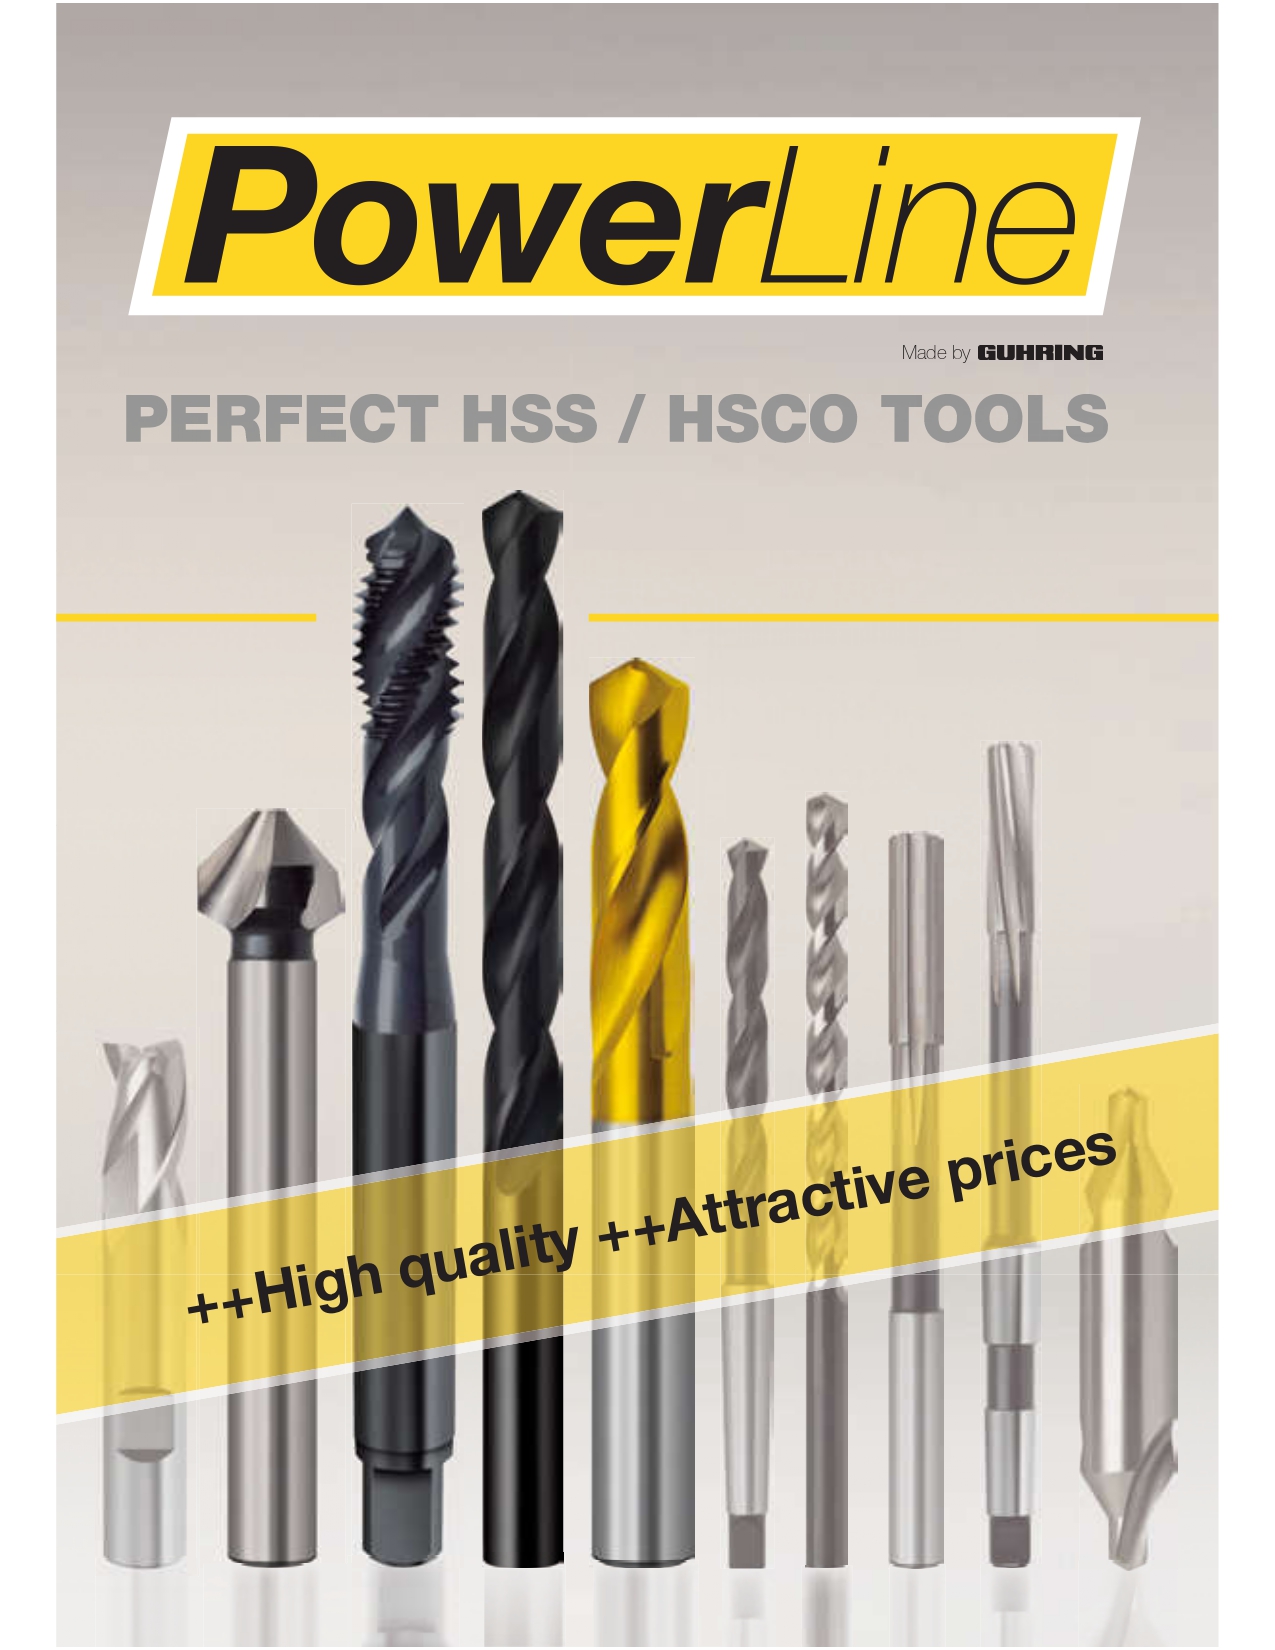 PowerLine
Made by GUHRING
PERFECT HSS / HSCO TOOLS
++High quality ++Attractive prices